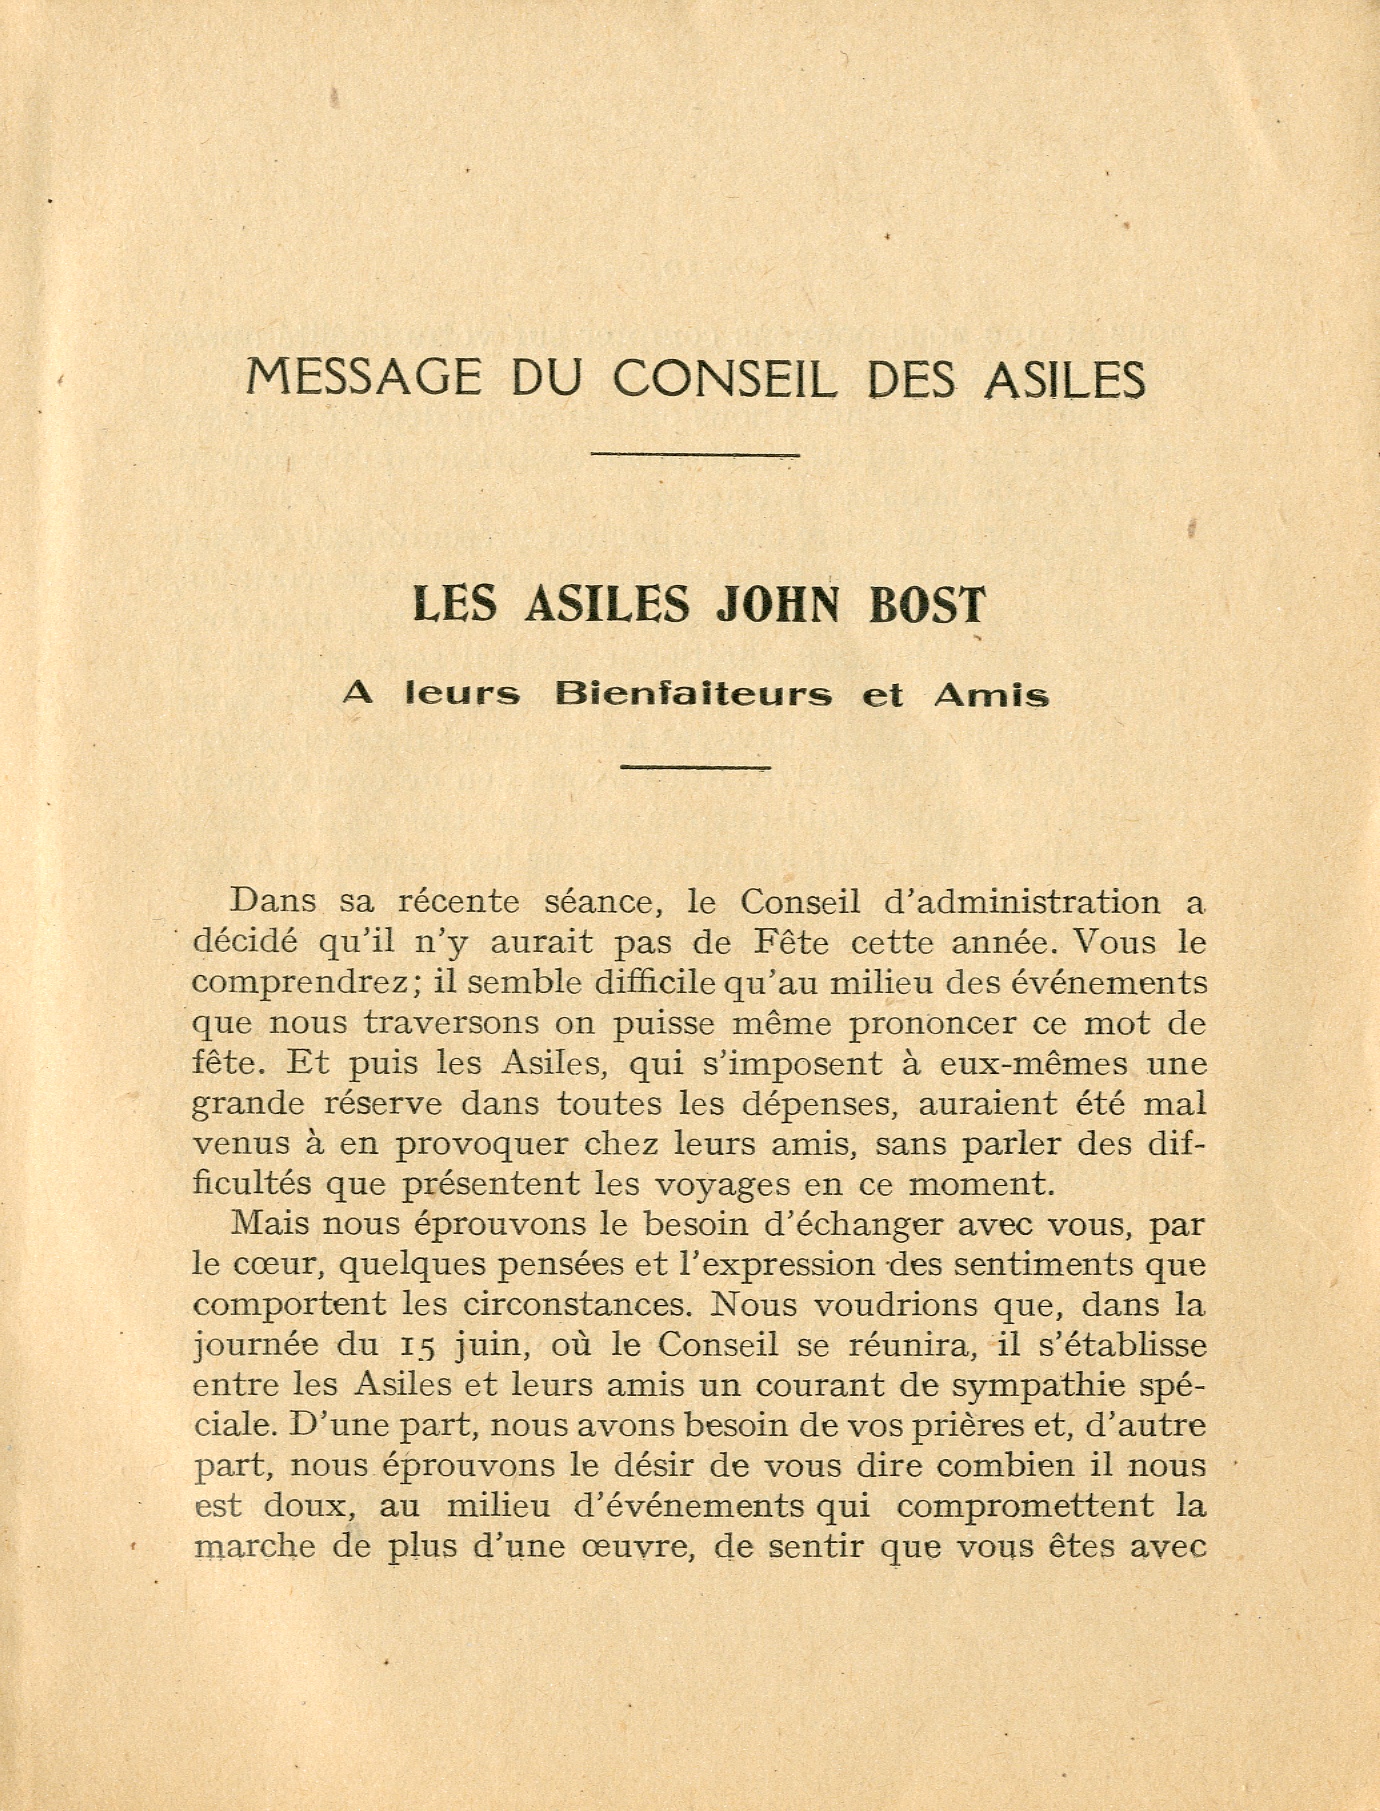 MESSAGE DU CONSEIL DES ASILES
LES ASILES JOHN BOST
A leurs Bienfaiteurs et Amis
Dans sa récente séance, le Conseil d'administration a
décidé qu'il n'y aurait pas de Fête cette année. Vous le
comprendrez; il semble difficile qu'au milieu des événements
que nous traversons on puisse même prononcer ce mot de
fête. Et puis les Asiles, qui s'imposent à eux-mêmes une
grande réserve dans toutes les dépenses, auraient été mal
venus à en provoquer chez leurs amis, sans parler des dif-
ficultés que présentent les voyages en ce moment.
Mais nous éprouvons le besoin d'échanger avec vous, par
le cœur, quelques pensées et l'expression des sentiments que
comportent les circonstances. Nous voudrions que, dans la
journée du 15 juin, où le Conseil se réunira, il s'établisse
entre les Asiles et leurs amis un courant de sympathie spé-
ciale. D'une part, nous avons besoin de vos prières et, d'autre
part, nous éprouvons le désir de vous dire combien il nous
est doux, au milieu d'événements qui compromettent la
marche de plus d'une œuvre, de sentir que vous êtes avec